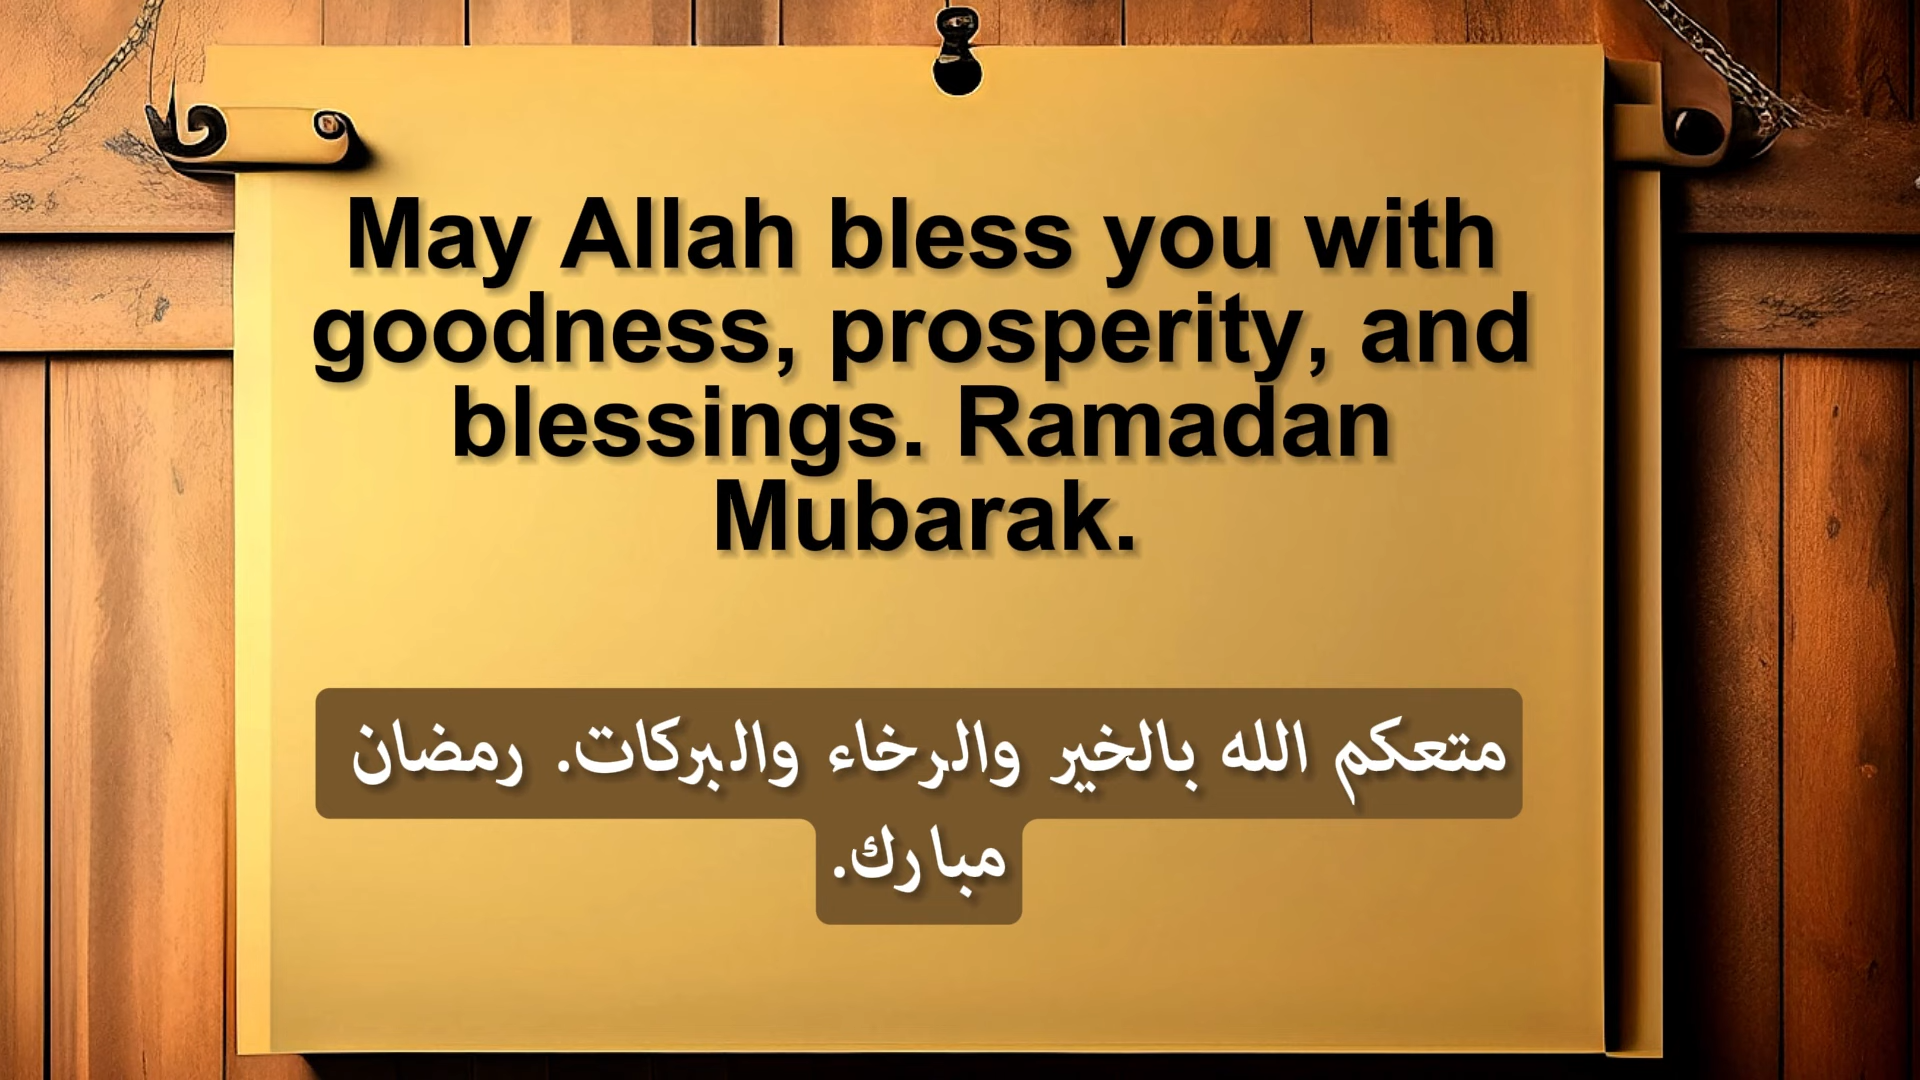 May Allah bless you with
goodness, prosperity, and
blessings. Ramadan
Mubarak.
متعكم الله بالخير والرخاء والبركات. رمضان
مبارك.